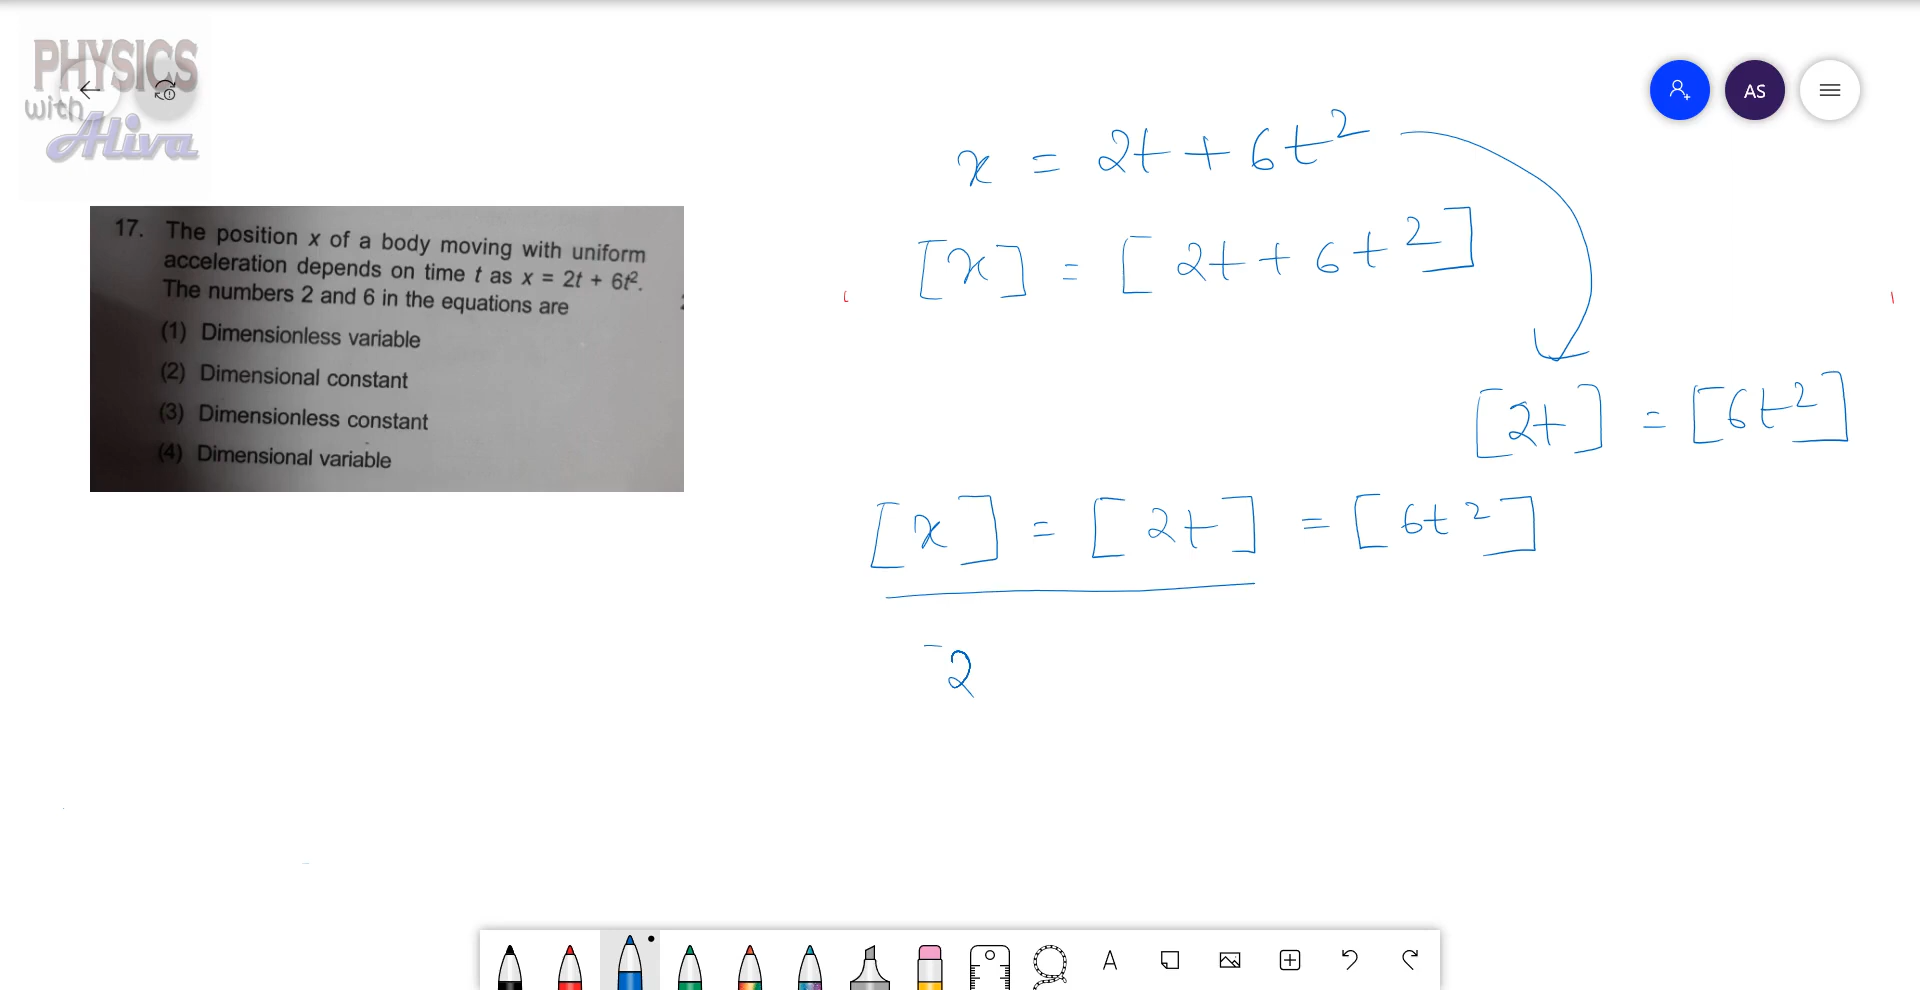 PHYSICS
with
Aliva
AS
17. The position x of a body moving with uniform
acceleration depends on time t as x = 2t + 6t².
The numbers 2 and 6 in the equations are
(1) Dimensionless variable
(2) Dimensional constant
(3) Dimensionless constant
(4) Dimensional variable
x = 2t + 6t²
[x] = [2t + 6t²]
[2t] = [6t²]
[x] = [2t] = [6t²]
2
A